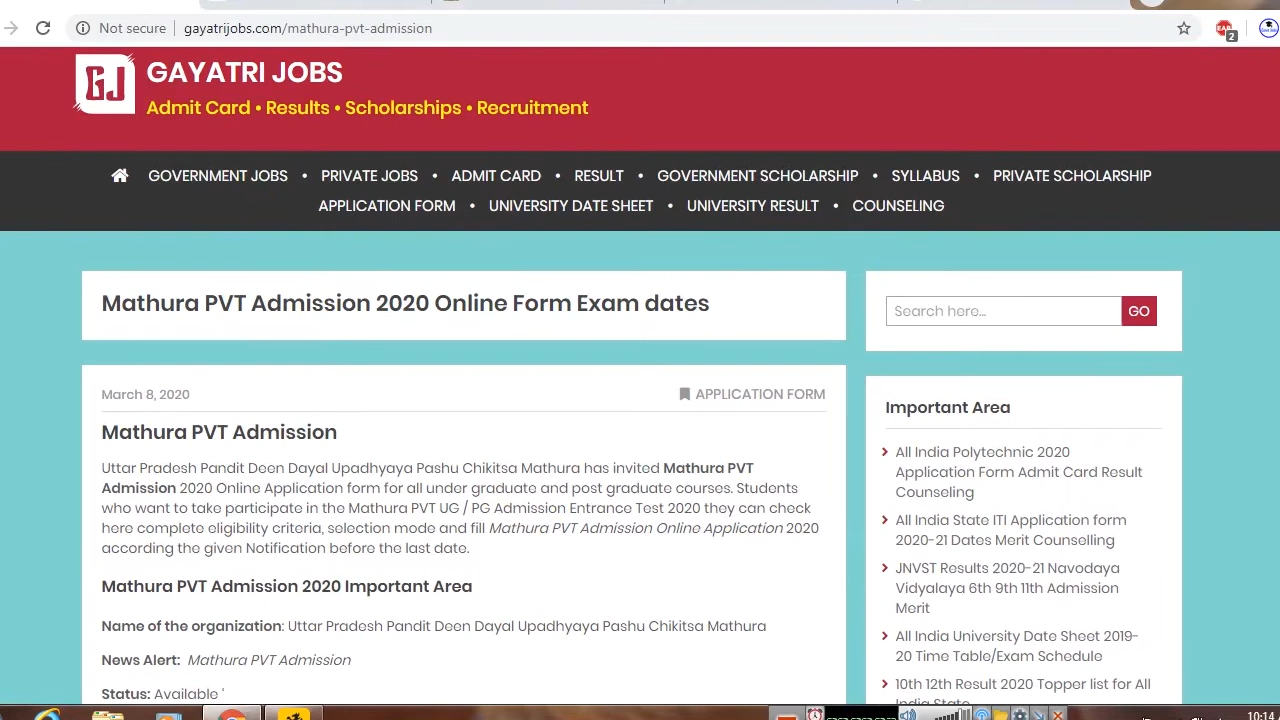 Not secure
gayatrijobs.com/mathura-pvt-admission
2
GJ
GAYATRI JOBS
Admit Card • Results • Scholarships • Recruitment
GOVERNMENT JOBS • PRIVATE JOBS • ADMIT CARD • RESULT • GOVERNMENT SCHOLARSHIP • SYLLABUS • PRIVATE SCHOLARSHIP
APPLICATION FORM • UNIVERSITY DATE SHEET • UNIVERSITY RESULT • COUNSELING
Mathura PVT Admission 2020 Online Form Exam dates
March 8, 2020
APPLICATION FORM
Mathura PVT Admission
Uttar Pradesh Pandit Deen Dayal Upadhyaya Pashu Chikitsa Mathura has invited Mathura PVT
Admission 2020 Online Application form for all under graduate and post graduate courses. Students
who want to take participate in the Mathura PVT UG / PG Admission Entrance Test 2020 they can check
here complete eligibility criteria, selection mode and fill Mathura PVT Admission Online Application 2020
according the given Notification before the last date.
Mathura PVT Admission 2020 Important Area
Name of the organization: Uttar Pradesh Pandit Deen Dayal Upadhyaya Pashu Chikitsa Mathura
News Alert: Mathura PVT Admission
Status: Available '
Search here...
GO
Important Area
All India Polytechnic 2020
Application Form Admit Card Result
Counseling
All India State ITI Application form
2020-21 Dates Merit Counselling
JNVST Results 2020-21 Navodaya
Vidyalaya 6th 9th 11th Admission
Merit
All India University Date Sheet 2019-
20 Time Table/Exam Schedule
10th 12th Result 2020 Topper list for All
India State
10:14